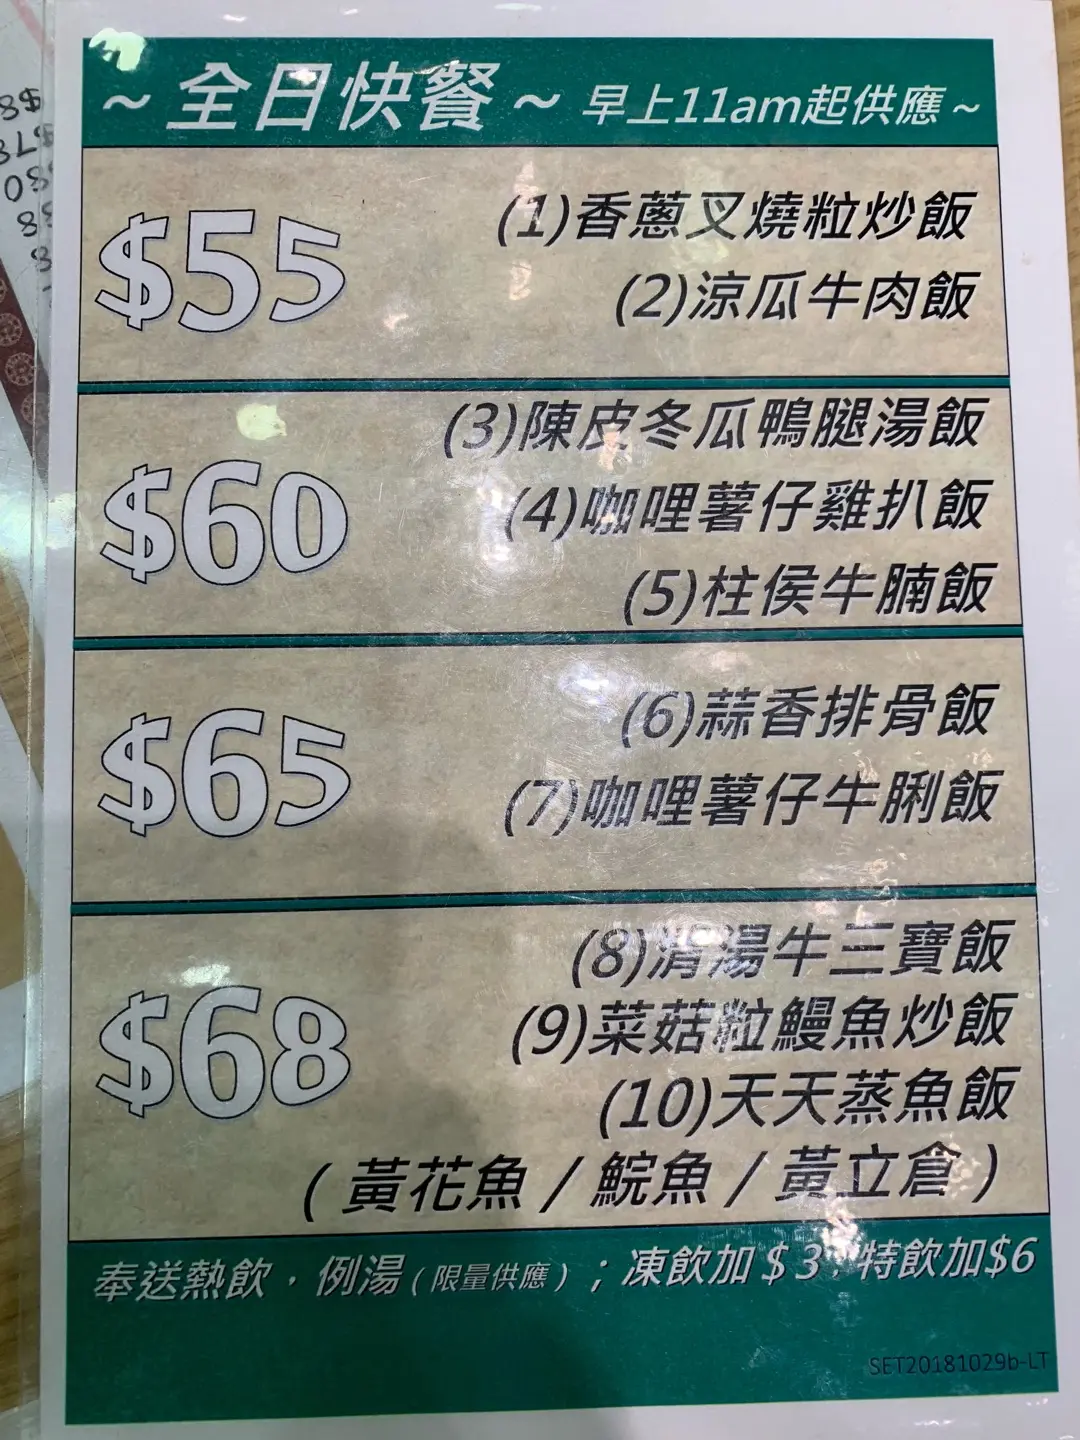 ~ 全日快餐 ~ 早上11am起供應 ~
$55
(1)香蔥叉燒粒炒飯
(2)涼瓜牛肉飯
$60
(3)陳皮冬瓜鴨腿湯飯
(4)咖哩薯仔雞扒飯
(5)柱侯牛腩飯
$65
(6)蒜香排骨飯
(7)咖哩薯仔牛脷飯
$68
(8)清湯牛三寶飯
(9)菜菇粒鰻魚炒飯
(10)天天蒸魚飯
( 黃花魚 / 鯇魚 / 黃立倉 )
奉送熱飲．例湯 ( 限量供應 ) ；凍飲加 $ 3；特飲加$6
SET20181029b-LT